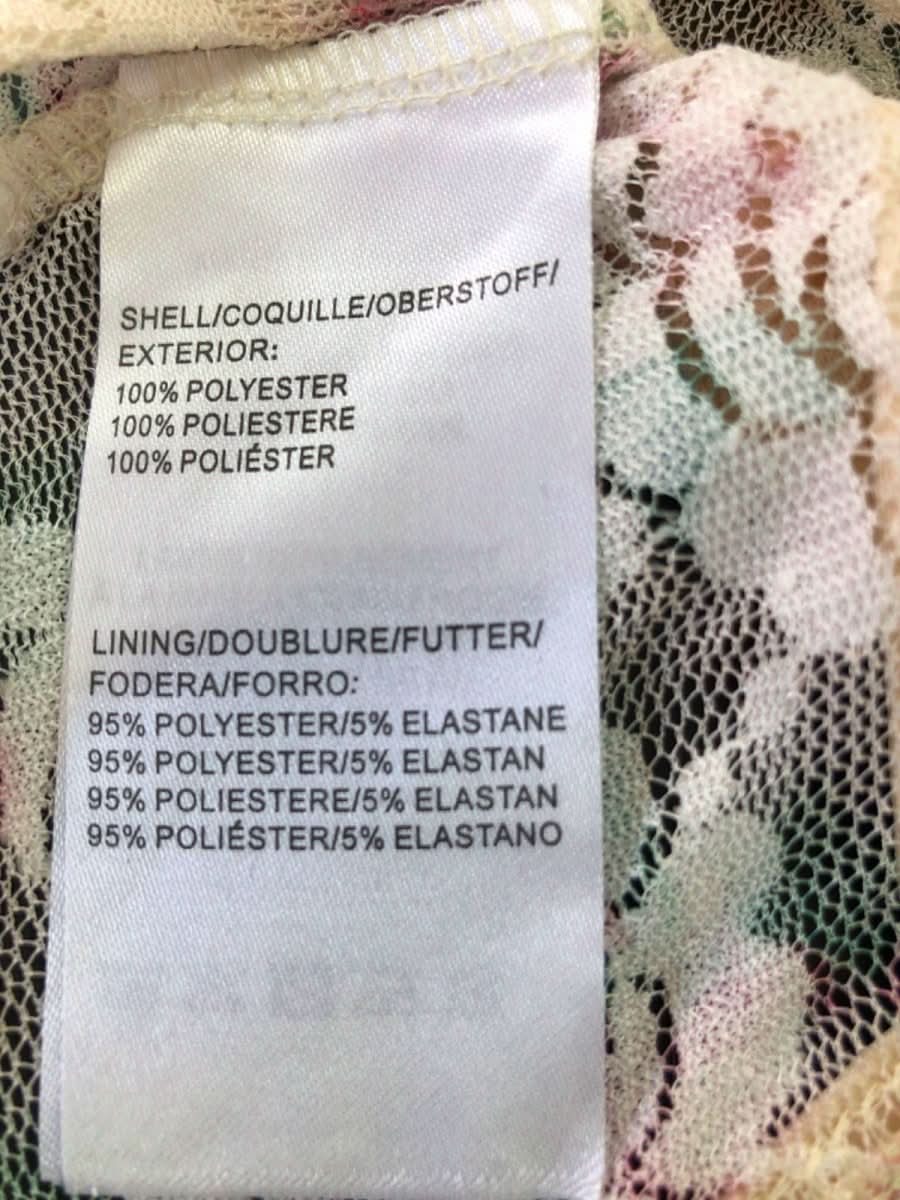 SHELL/COQUILLE/OBERSTOFF/
EXTERIOR:
100% POLYESTER
100% POLIESTERE
100% POLIÉSTER
LINING/DOUBLURE/FUTTER/
FODERA/FORRO:
95% POLYESTER/5% ELASTANE
95% POLYESTER/5% ELASTAN
95% POLIESTERE/5% ELASTAN
95% POLIÉSTER/5% ELASTANO